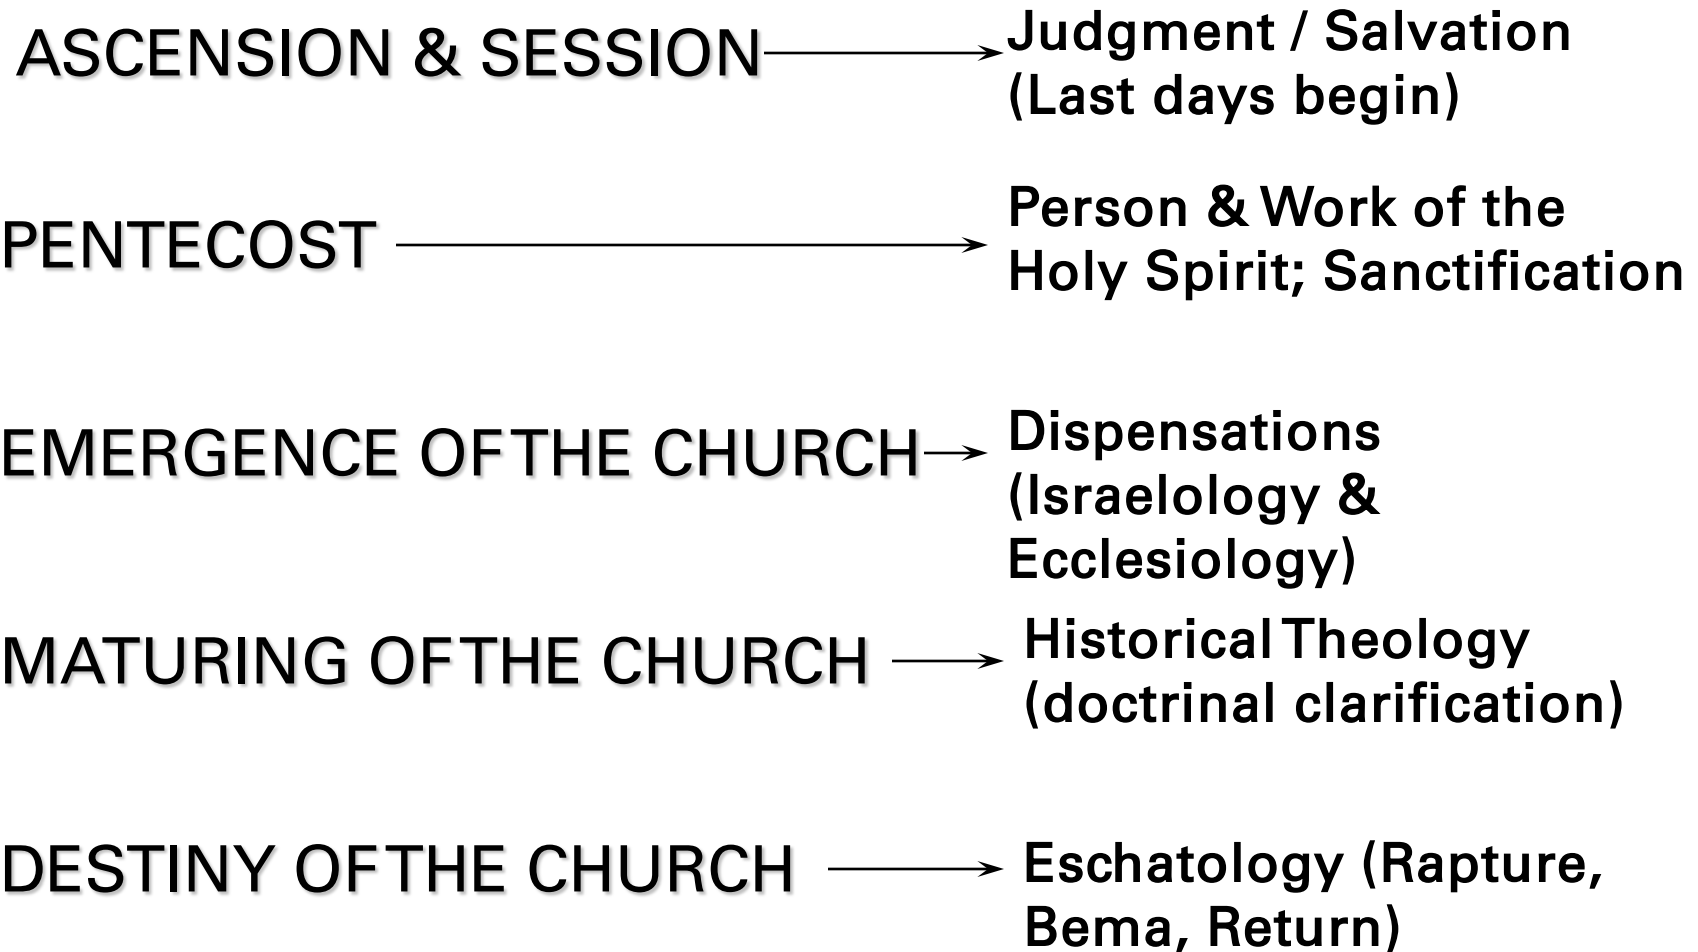 ASCENSION & SESSION
Judgment / Salvation
(Last days begin)
PENTECOST
Person & Work of the
Holy Spirit; Sanctification
EMERGENCE OF THE CHURCH
Dispensations
(Israelology &
Ecclesiology)
MATURING OF THE CHURCH
Historical Theology
(doctrinal clarification)
DESTINY OF THE CHURCH
Eschatology (Rapture,
Bema, Return)